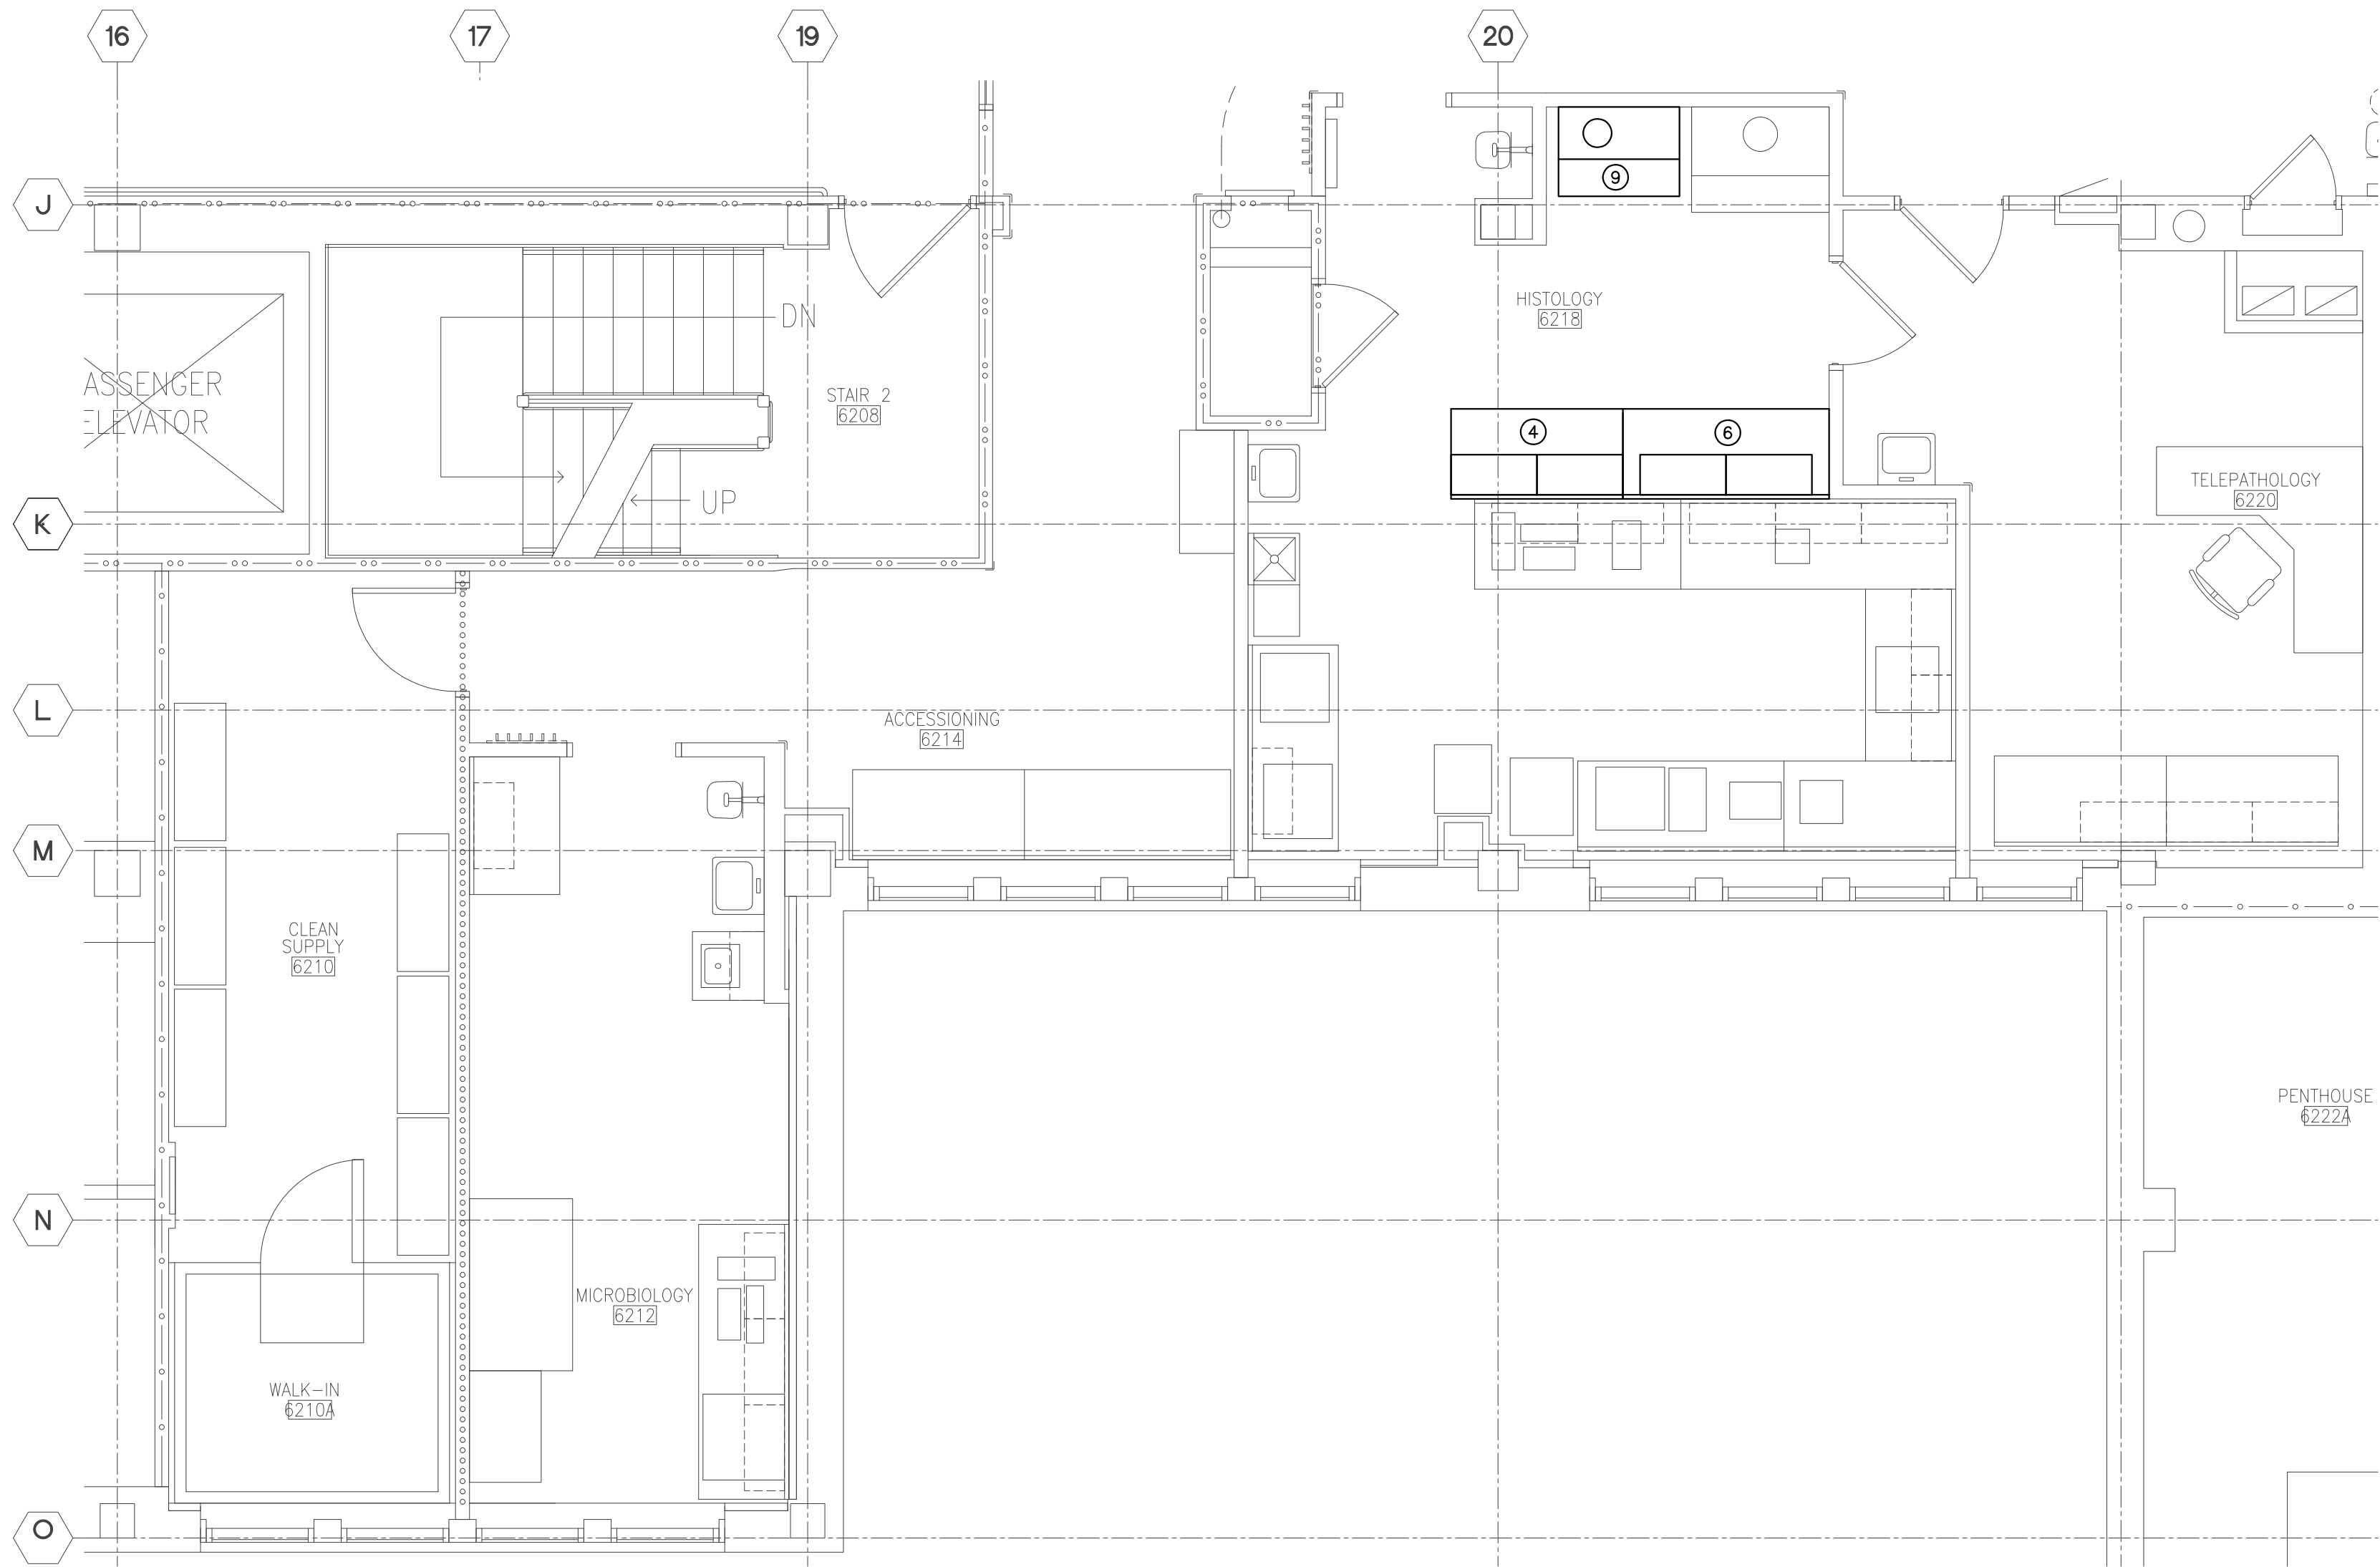 16
17
19
20
J
9
HISTOLOGY
6218
DN
ASSENGER
ELEVATOR
STAIR 2
6208
4
6
TELEPATHOLOGY
6220
UP
K
L
ACCESSIONING
6214
M
CLEAN
SUPPLY
6210
PENTHOUSE
6222A
N
MICROBIOLOGY
6212
WALK-IN
6210A
O